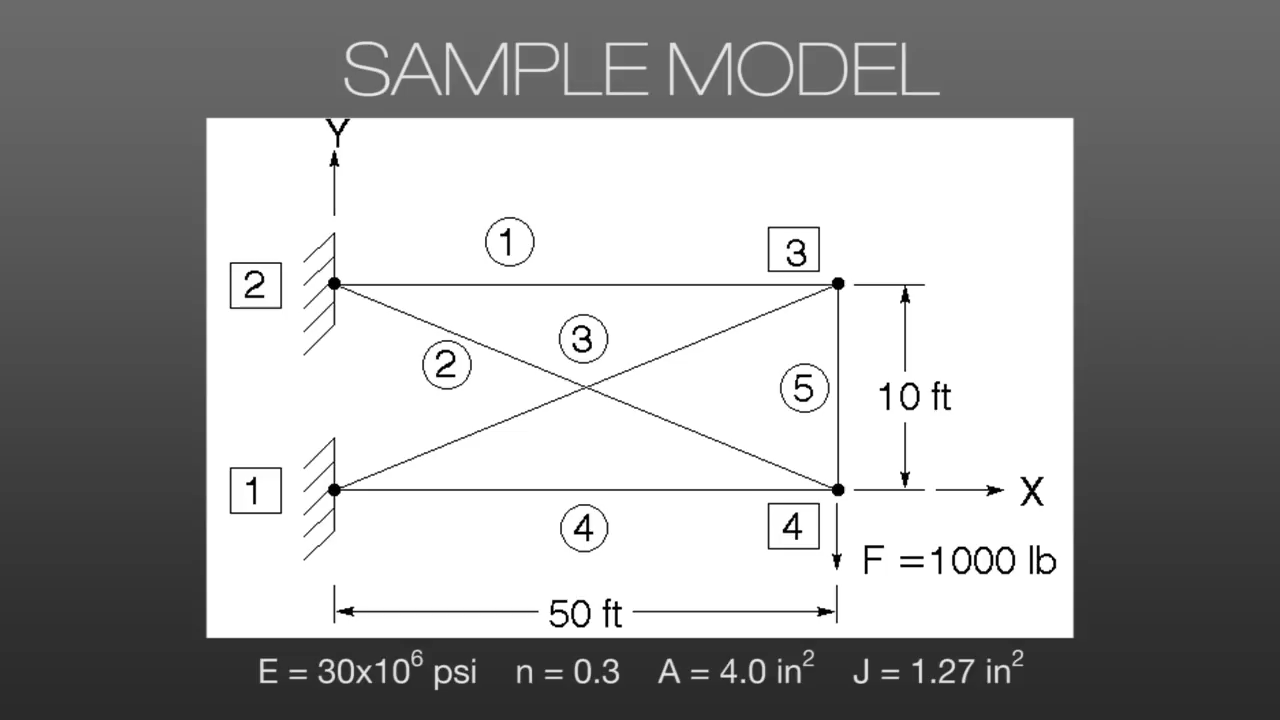 SAMPLE MODEL
Y
1
2
3
3
2
5
10 ft
1
X
4
4
F =1000 lb
50 ft
E = 30x10⁶ psi n = 0.3 A = 4.0 in² J = 1.27 in²